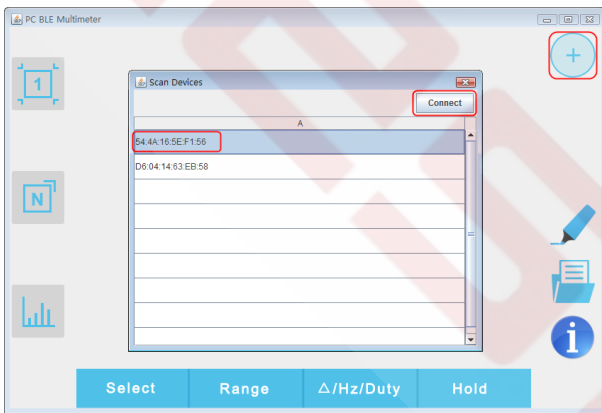 PC BLE Multimeter
+
1
Scan Devices
Connect
A
54:4A:16:5E:F1:56
D6:04:14:63:EB:58
N
i
Select Range △/Hz/Duty Hold